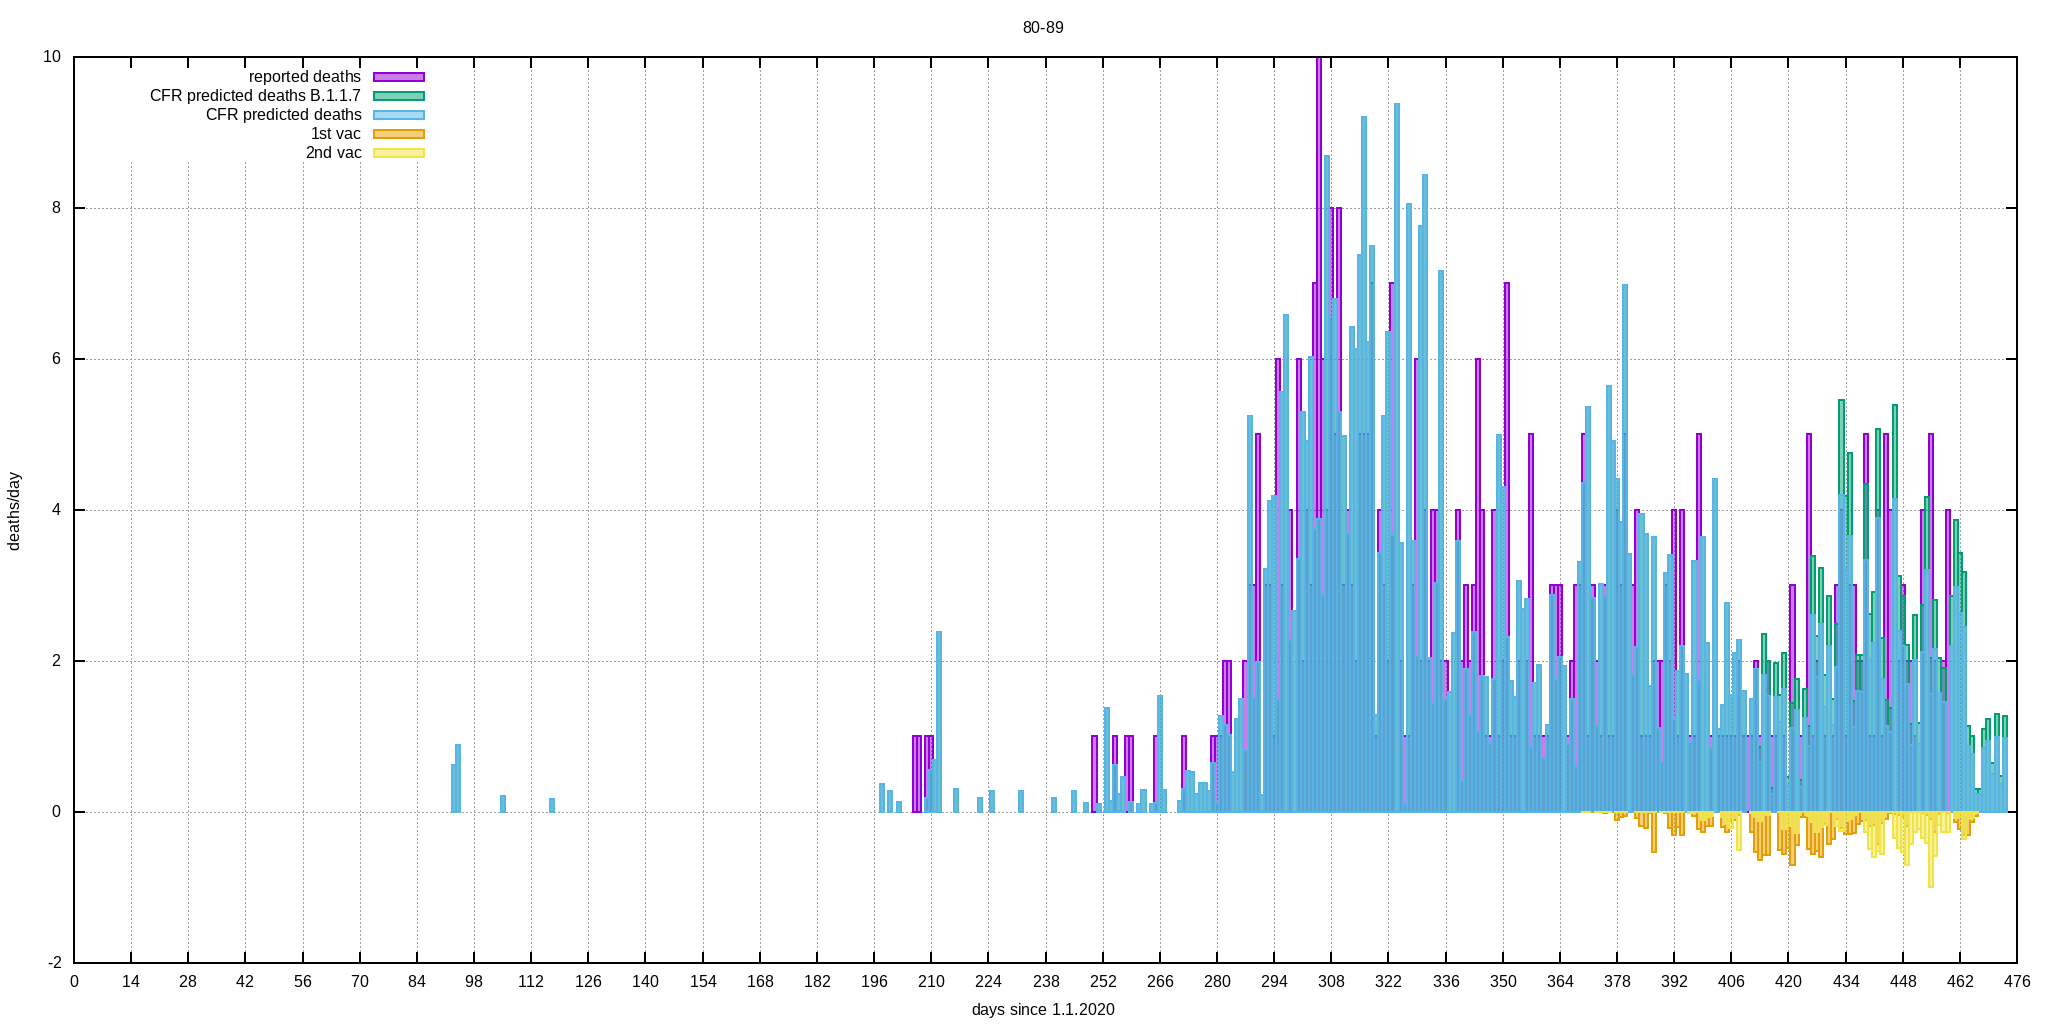 80-89
reported deaths
CFR predicted deaths B.1.1.7
CFR predicted deaths
1st vac
2nd vac
10
8
6
4
2
0
-2
deaths/day
0 14 28 42 56 70 84 98 112 126 140 154 168 182 196 210 224 238 252 266 280 294 308 322 336 350 364 378 392 406 420 434 448 462 476
days since 1.1.2020